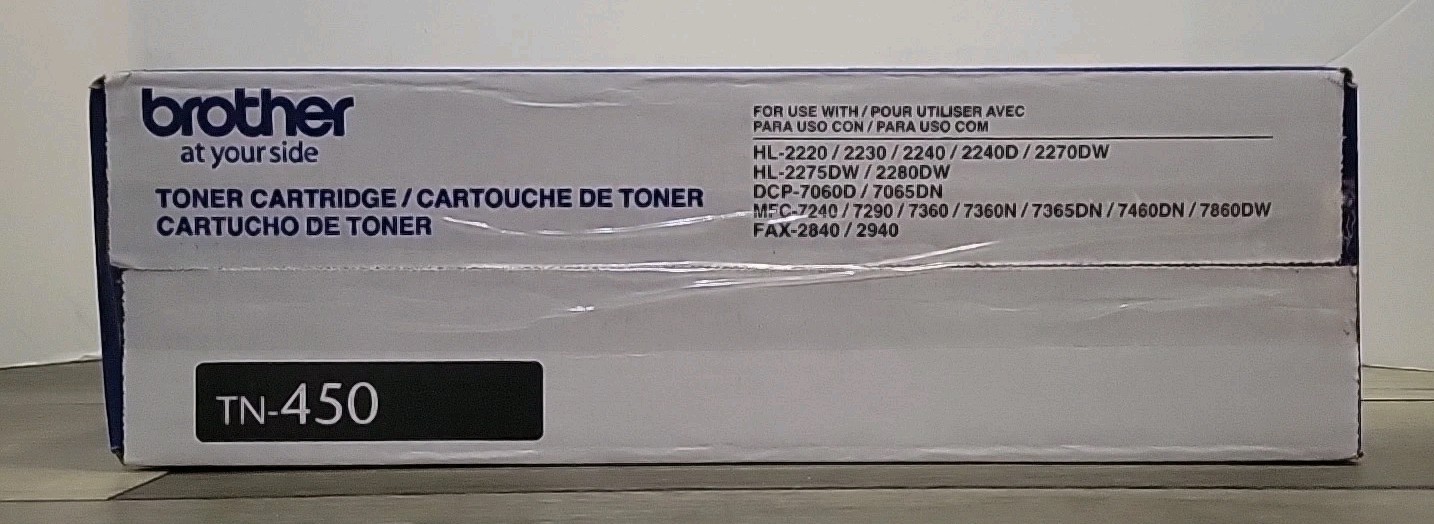 brother
at your side
TONER CARTRIDGE / CARTOUCHE DE TONER
CARTUCHO DE TONER
FOR USE WITH / POUR UTILISER AVEC
PARA USO CON / PARA USO COM
HL-2220 / 2230 / 2240 / 2240D / 2270DW
HL-2275DW / 2280DW
DCP-7060D / 7065DN
MFC-7240 / 7290 / 7360 / 7360N / 7365DN / 7460DN / 7860DW
FAX-2840 / 2940
TN-450